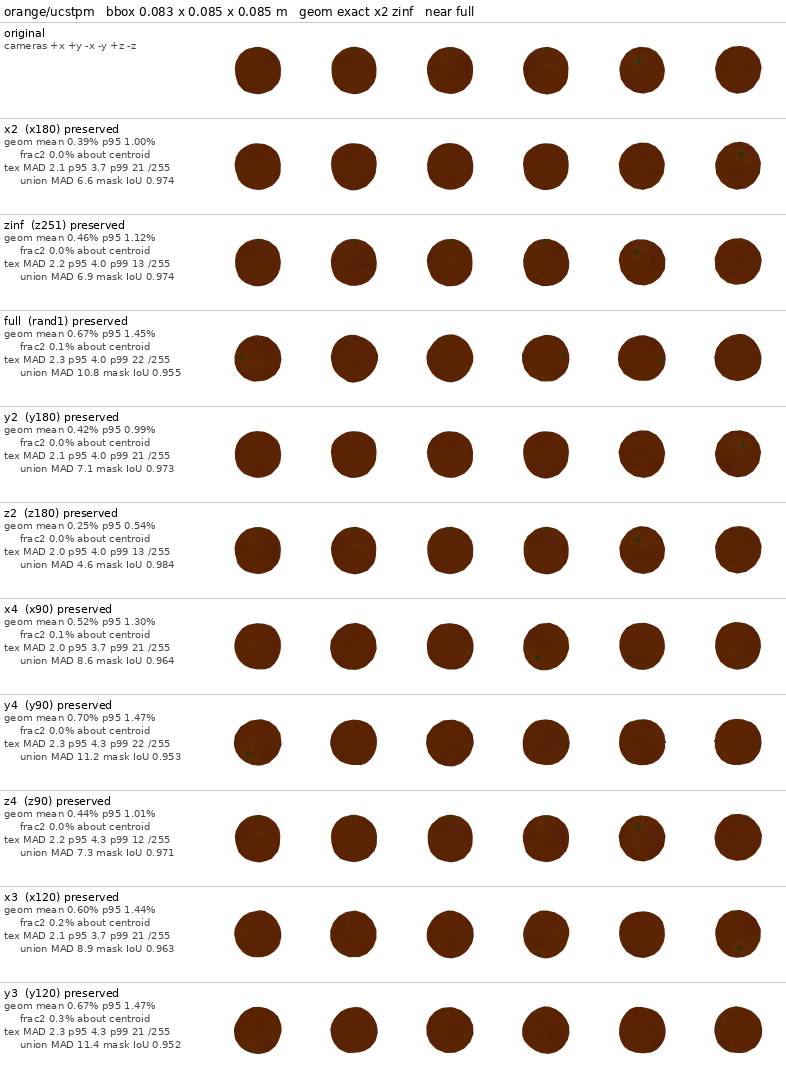 orange/ucstpm bbox 0.083 x 0.085 x 0.085 m geom exact x2 zinf near full
original
cameras +x +y -x -y +z -z
x2 (x180) preserved
geom mean 0.39% p95 1.00%
frac2 0.0% about centroid
tex MAD 2.1 p95 3.7 p99 21 /255
union MAD 6.6 mask IoU 0.974
zinf (z251) preserved
geom mean 0.46% p95 1.12%
frac2 0.0% about centroid
tex MAD 2.2 p95 4.0 p99 13 /255
union MAD 6.9 mask IoU 0.974
full (rand1) preserved
geom mean 0.67% p95 1.45%
frac2 0.1% about centroid
tex MAD 2.3 p95 4.0 p99 22 /255
union MAD 10.8 mask IoU 0.955
y2 (y180) preserved
geom mean 0.42% p95 0.99%
frac2 0.0% about centroid
tex MAD 2.1 p95 4.0 p99 21 /255
union MAD 7.1 mask IoU 0.973
z2 (z180) preserved
geom mean 0.25% p95 0.54%
frac2 0.0% about centroid
tex MAD 2.0 p95 4.0 p99 13 /255
union MAD 4.6 mask IoU 0.984
x4 (x90) preserved
geom mean 0.52% p95 1.30%
frac2 0.1% about centroid
tex MAD 2.0 p95 3.7 p99 21 /255
union MAD 8.6 mask IoU 0.964
y4 (y90) preserved
geom mean 0.70% p95 1.47%
frac2 0.0% about centroid
tex MAD 2.3 p95 4.3 p99 22 /255
union MAD 11.2 mask IoU 0.953
z4 (z90) preserved
geom mean 0.44% p95 1.01%
frac2 0.0% about centroid
tex MAD 2.2 p95 4.3 p99 12 /255
union MAD 7.3 mask IoU 0.971
x3 (x120) preserved
geom mean 0.60% p95 1.44%
frac2 0.2% about centroid
tex MAD 2.1 p95 3.7 p99 21 /255
union MAD 8.9 mask IoU 0.963
y3 (y120) preserved
geom mean 0.67% p95 1.47%
frac2 0.3% about centroid
tex MAD 2.3 p95 4.3 p99 21 /255
union MAD 11.4 mask IoU 0.952